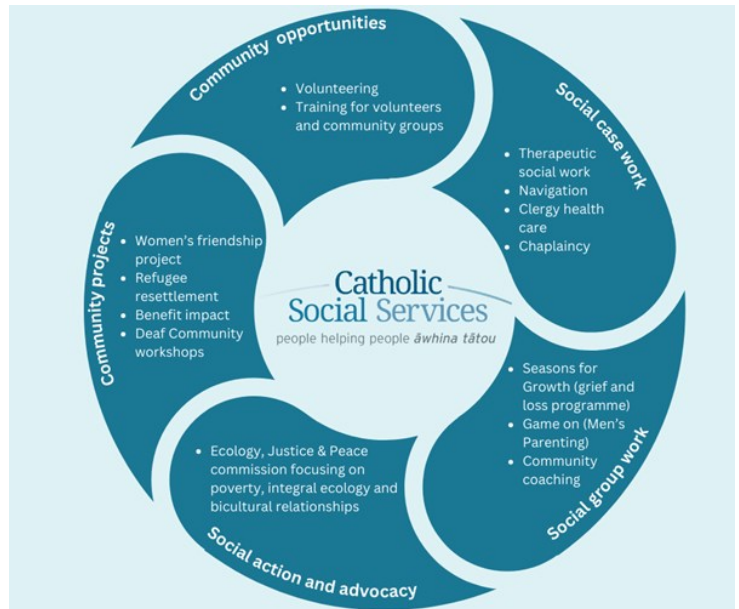 Community opportunities
• Volunteering
• Training for volunteers
and community groups
Social case work
• Therapeutic
social work
• Navigation
• Clergy health
care
• Chaplaincy
Social group work
• Seasons for
Growth (grief and
loss programme)
• Game on (Men's
Parenting)
• Community
coaching
Social action and advocacy
• Ecology, Justice & Peace
commission focusing on
poverty, integral ecology and
bicultural relationships
Community projects
• Women's friendship
project
• Refugee
resettlement
• Benefit impact
• Deaf Community
workshops
Catholic
Social Services
people helping people āwhina tātou